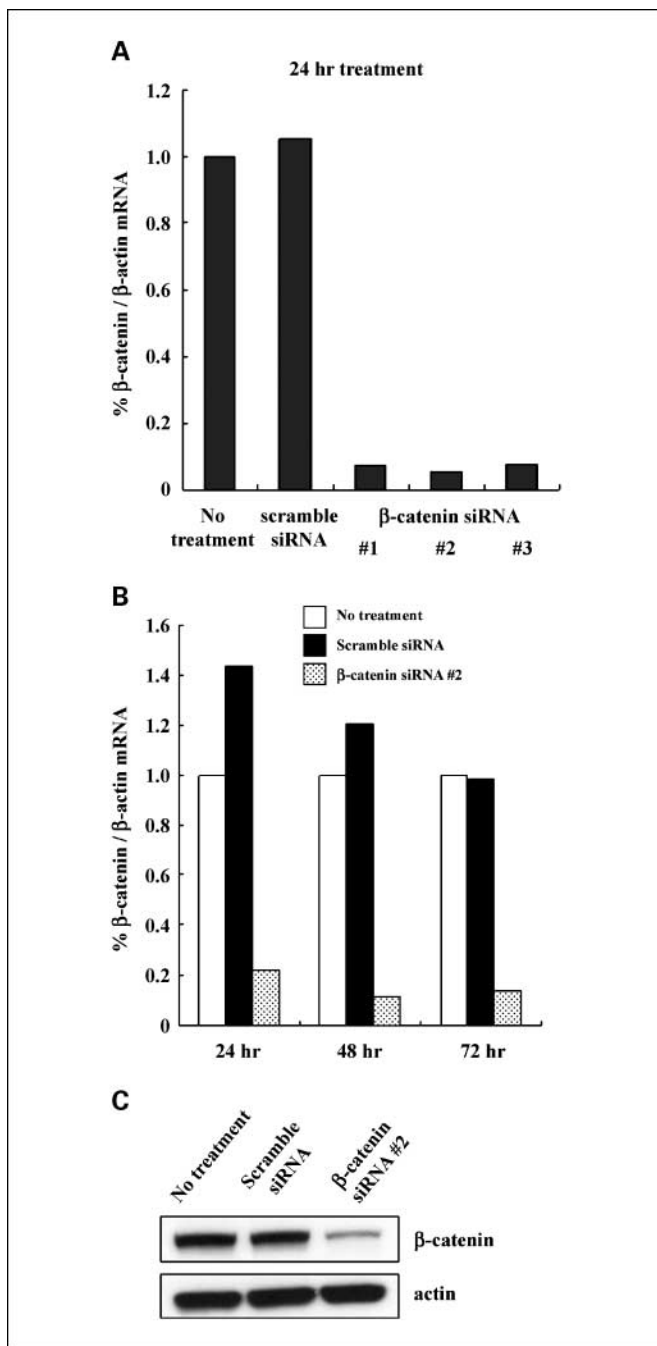 A
24 hr treatment
% β-catenin / β-actin mRNA
1.2
1.0
0.8
0.6
0.4
0.2
0
No treatment
scramble siRNA
β-catenin siRNA
#1
#2
#3
B
% β-catenin / β-actin mRNA
1.6
1.4
1.2
1.0
0.8
0.6
0.4
0.2
0
No treatment
Scramble siRNA
β-catenin siRNA #2
24 hr
48 hr
72 hr
C
No treatment
Scramble
siRNA
β-catenin
siRNA #2
β-catenin
actin